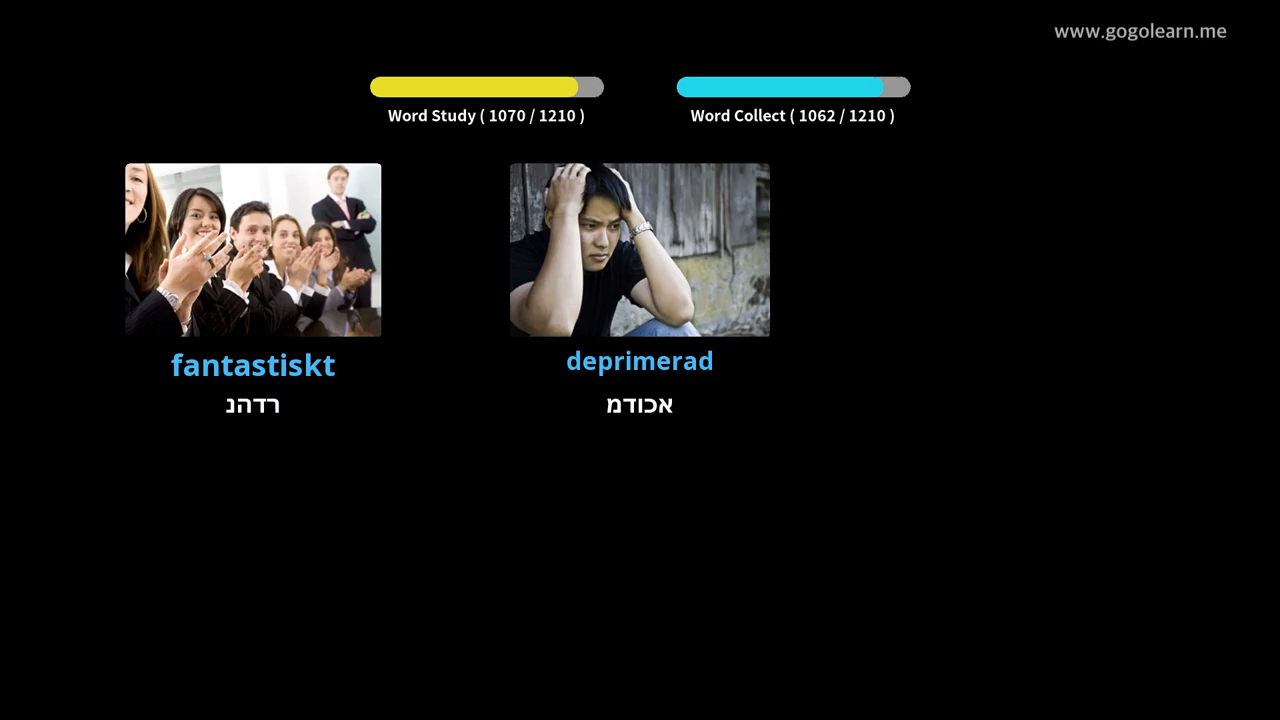 www.gogolearn.me
Word Study ( 1070 / 1210 )
Word Collect ( 1062 / 1210 )
fantastiskt
רדהנ
deprimerad
אכודמ